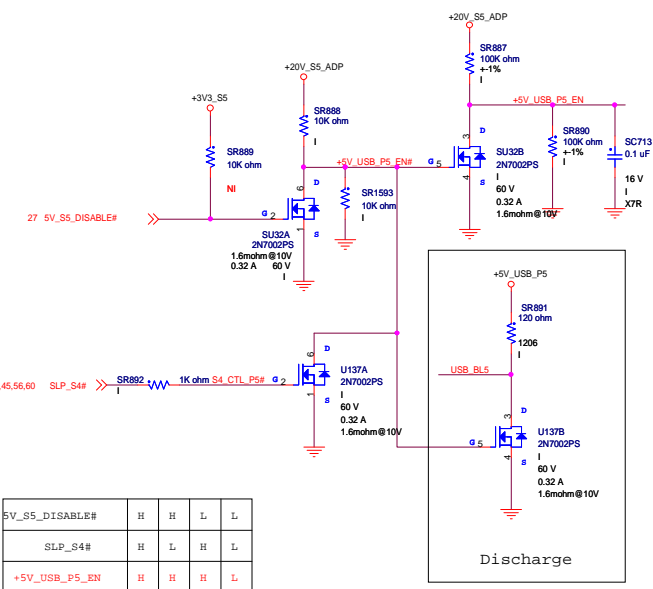 +20V_S5_ADP
SR887
100K ohm
+-1%
I
+20V_S5_ADP
SR888
10K ohm
I
+3V3_S5
SR889
10K ohm
NI
+5V_USB_P5_EN
SR890
100K ohm
+-1%
I
SC713
0.1 uF
16 V
I
X7R
3
D
G 5
4
S
SU32B
2N7002PS
I
60 V
0.32 A
1.6mohm@10V
+5V_USB_P5_EN#
6
D
G 2
1
S
SR1593
10K ohm
I
27 5V_S5_DISABLE#
SU32A
2N7002PS
1.6mohm@10V
0.32 A 60 V
I
+5V_USB_P5
SR891
120 ohm
1206
I
USB_BL5
6
D
G 2
1
S
U137A
2N7002PS
I
60 V
0.32 A
1.6mohm@10V
45,56,60 SLP_S4#
SR892
I
1K ohm S4_CTL_P5#
3
D
G 5
4
S
U137B
2N7002PS
I
60 V
0.32 A
1.6mohm@10V
Discharge
5V_S5_DISABLE# H H L L
SLP_S4# H L H L
+5V_USB_P5_EN H H H L